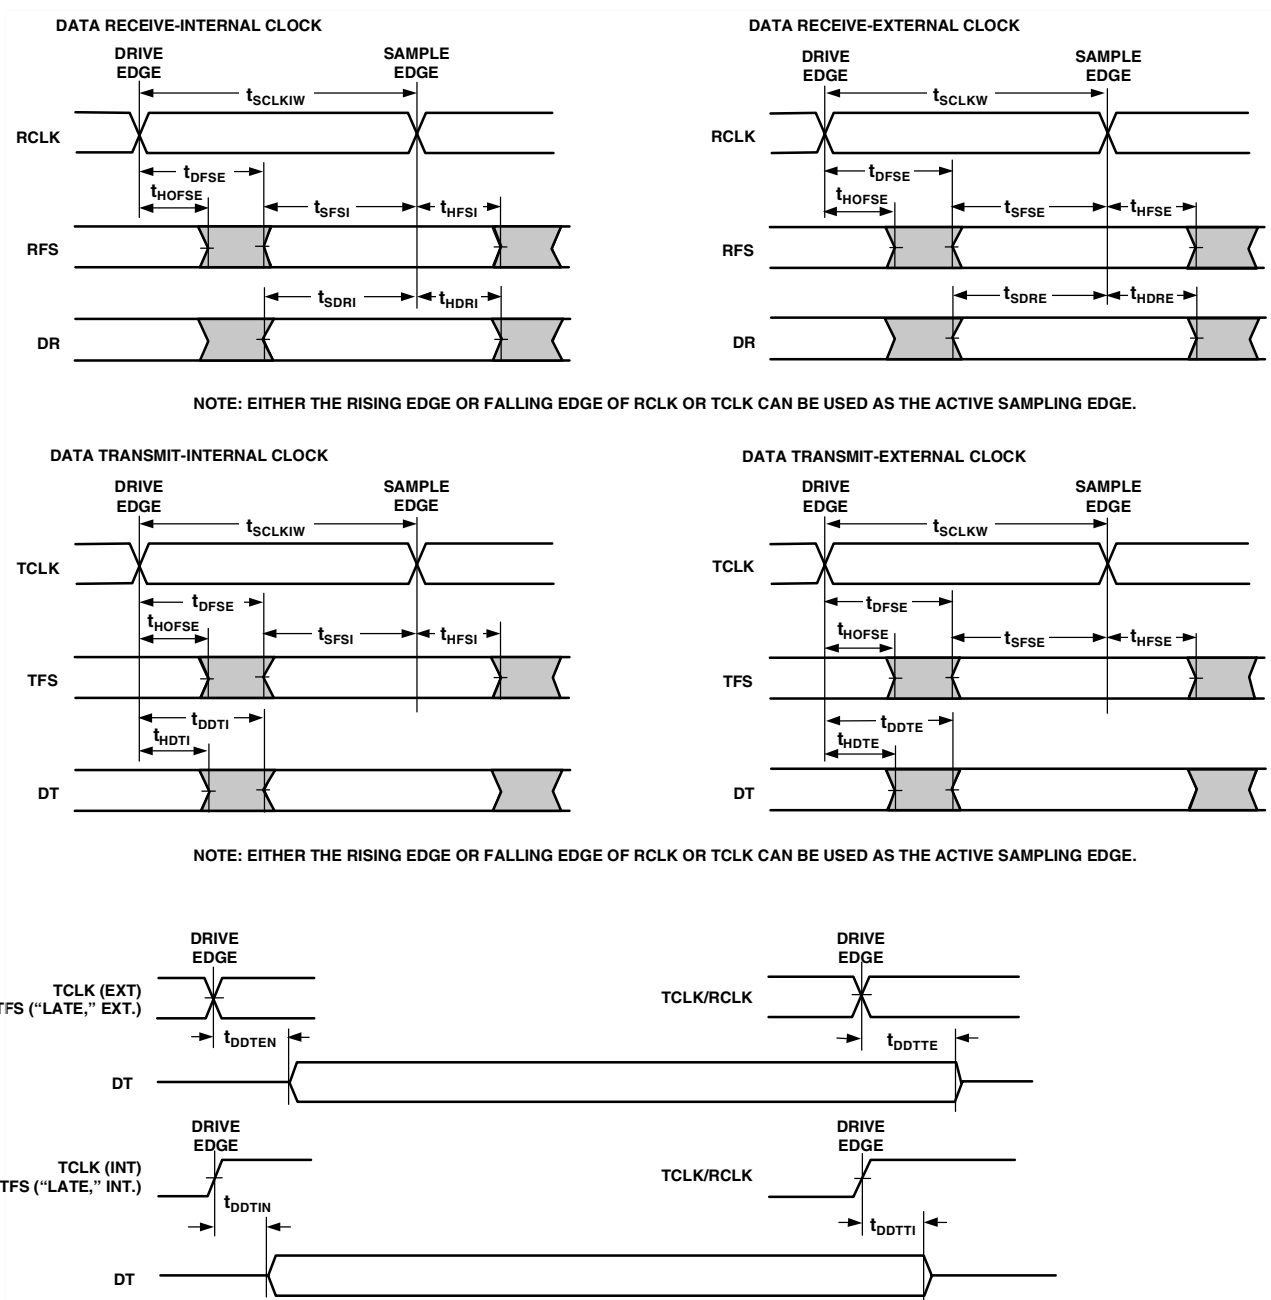 DATA RECEIVE-INTERNAL CLOCK
DRIVE EDGE
SAMPLE EDGE
tSCLKIW
RCLK
tDFSE
tHOFSE
tSFSI
tHFSI
RFS
tSDRI
tHDRI
DR
DATA RECEIVE-EXTERNAL CLOCK
DRIVE EDGE
SAMPLE EDGE
tSCLKW
RCLK
tDFSE
tHOFSE
tSFSE
tHFSE
RFS
tSDRE
tHDRE
DR
NOTE: EITHER THE RISING EDGE OR FALLING EDGE OF RCLK OR TCLK CAN BE USED AS THE ACTIVE SAMPLING EDGE.
DATA TRANSMIT-INTERNAL CLOCK
DRIVE EDGE
SAMPLE EDGE
tSCLKIW
TCLK
tDFSE
tHOFSE
tSFSI
tHFSI
TFS
tDDTI
tHDTI
DT
DATA TRANSMIT-EXTERNAL CLOCK
DRIVE EDGE
SAMPLE EDGE
tSCLKW
TCLK
tDFSE
tHOFSE
tSFSE
tHFSE
TFS
tDDTE
tHDTE
DT
NOTE: EITHER THE RISING EDGE OR FALLING EDGE OF RCLK OR TCLK CAN BE USED AS THE ACTIVE SAMPLING EDGE.
DRIVE EDGE
DRIVE EDGE
TCLK (EXT)
TFS (“LATE,” EXT.)
TCLK/RCLK
tDDTEN
tDDTTE
DT
DRIVE EDGE
DRIVE EDGE
TCLK (INT)
TFS (“LATE,” INT.)
TCLK/RCLK
tDDTIN
tDDTTI
DT